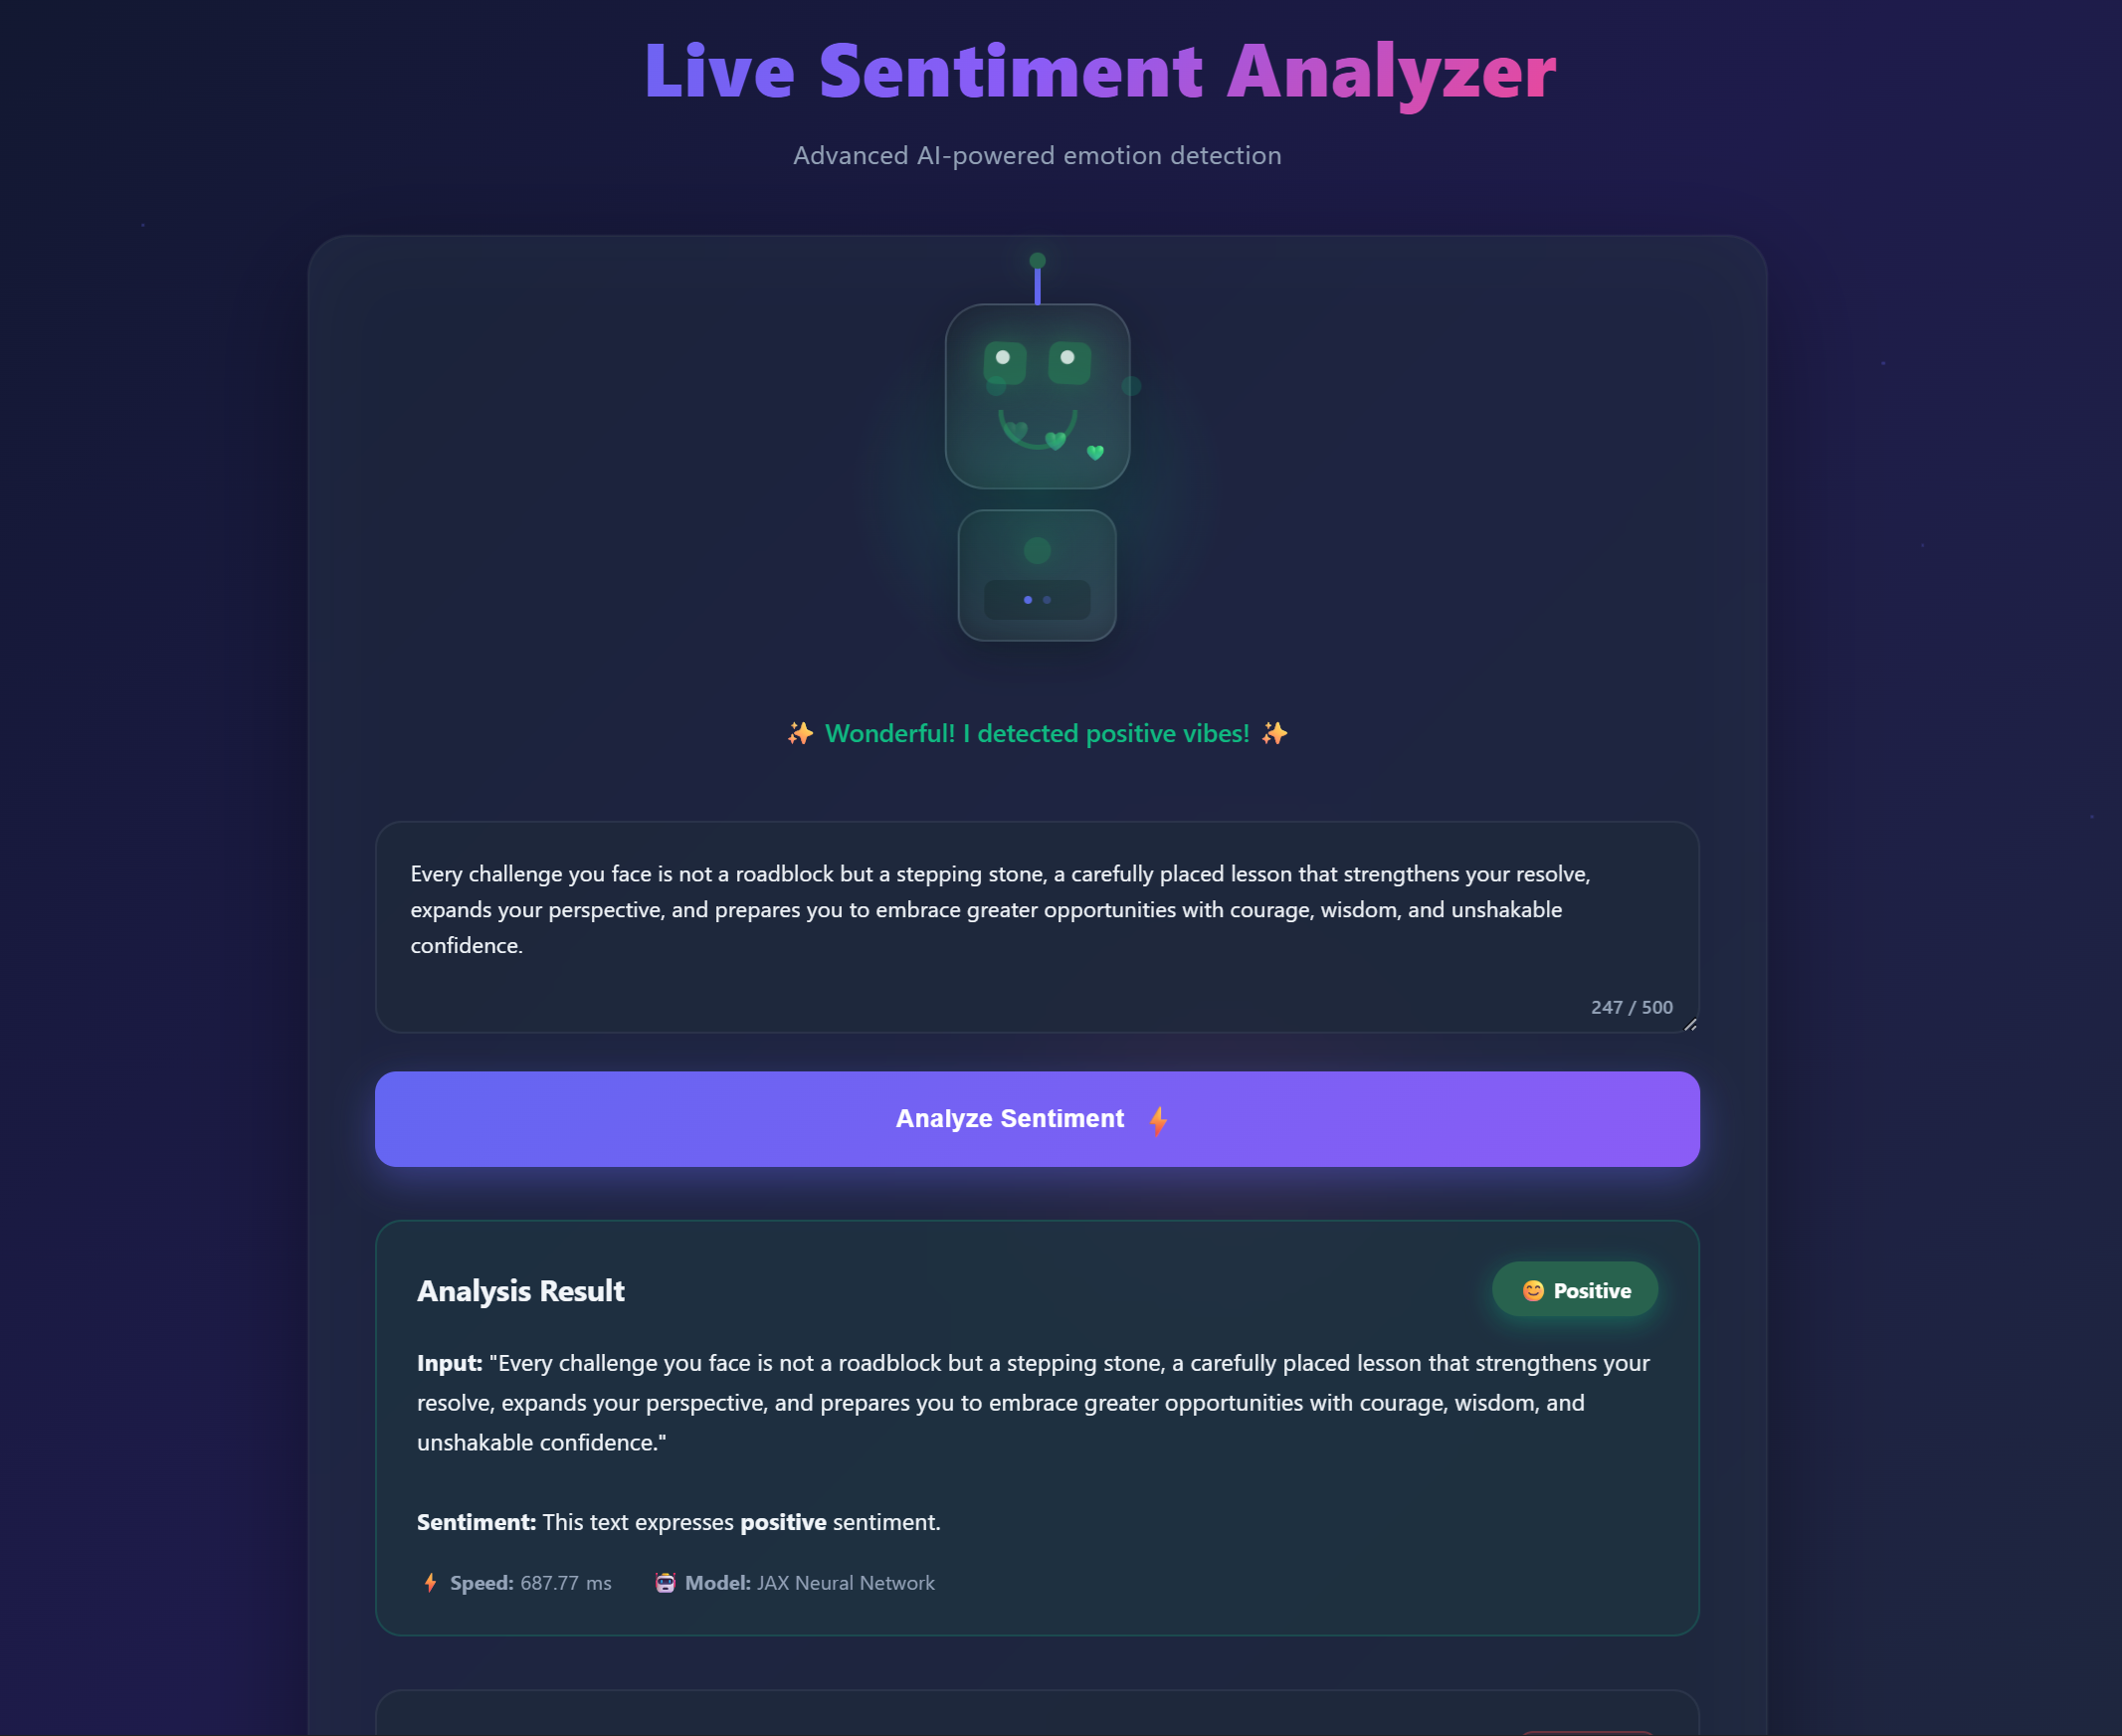 Live Sentiment Analyzer
Advanced AI-powered emotion detection
✨ Wonderful! I detected positive vibes! ✨
Every challenge you face is not a roadblock but a stepping stone, a carefully placed lesson that strengthens your resolve,
expands your perspective, and prepares you to embrace greater opportunities with courage, wisdom, and unshakable
confidence.
247 / 500
Analyze Sentiment ⚡
Analysis Result
😊 Positive
Input: "Every challenge you face is not a roadblock but a stepping stone, a carefully placed lesson that strengthens your
resolve, expands your perspective, and prepares you to embrace greater opportunities with courage, wisdom, and
unshakable confidence."
Sentiment: This text expresses positive sentiment.
⚡ Speed: 687.77 ms 🤖 Model: JAX Neural Network